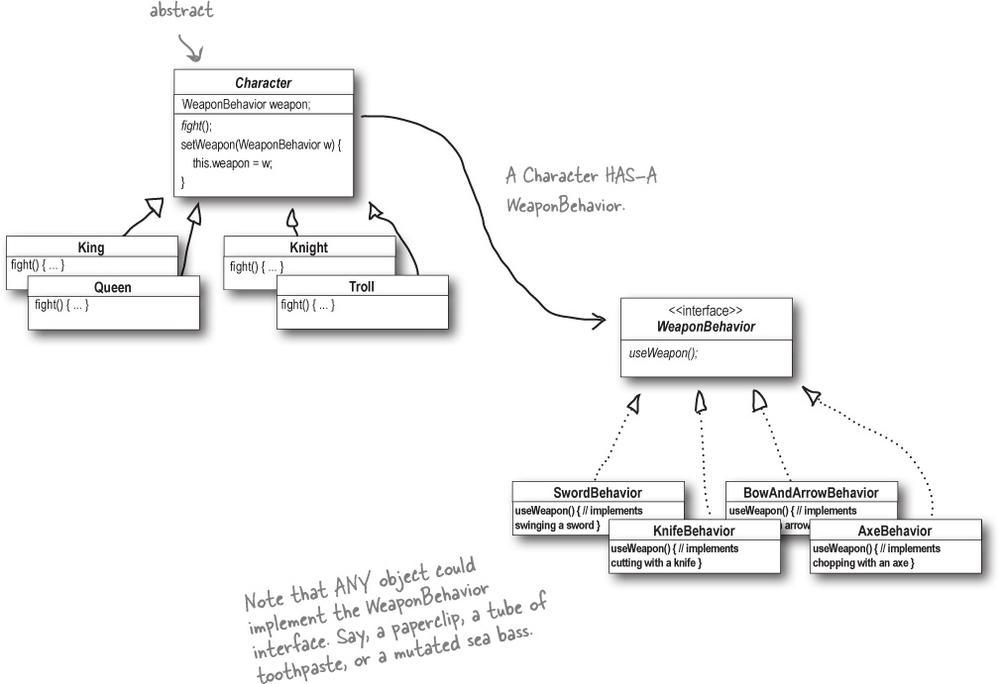 abstract
Character
WeaponBehavior weapon;
fight();
setWeapon(WeaponBehavior w) {
this.weapon = w;
}
A Character HAS-A
WeaponBehavior.
King
fight() { ... }
Queen
fight() { ... }
Knight
fight() { ... }
Troll
fight() { ... }
<<interface>>
WeaponBehavior
useWeapon();
SwordBehavior
useWeapon() { // implements
swinging a sword }
KnifeBehavior
useWeapon() { // implements
cutting with a knife }
BowAndArrowBehavior
useWeapon() { // implements
arrow
AxeBehavior
useWeapon() { // implements
chopping with an axe }
Note that ANY object could
implement the WeaponBehavior
interface. Say, a paperclip, a tube of
toothpaste, or a mutated sea bass.